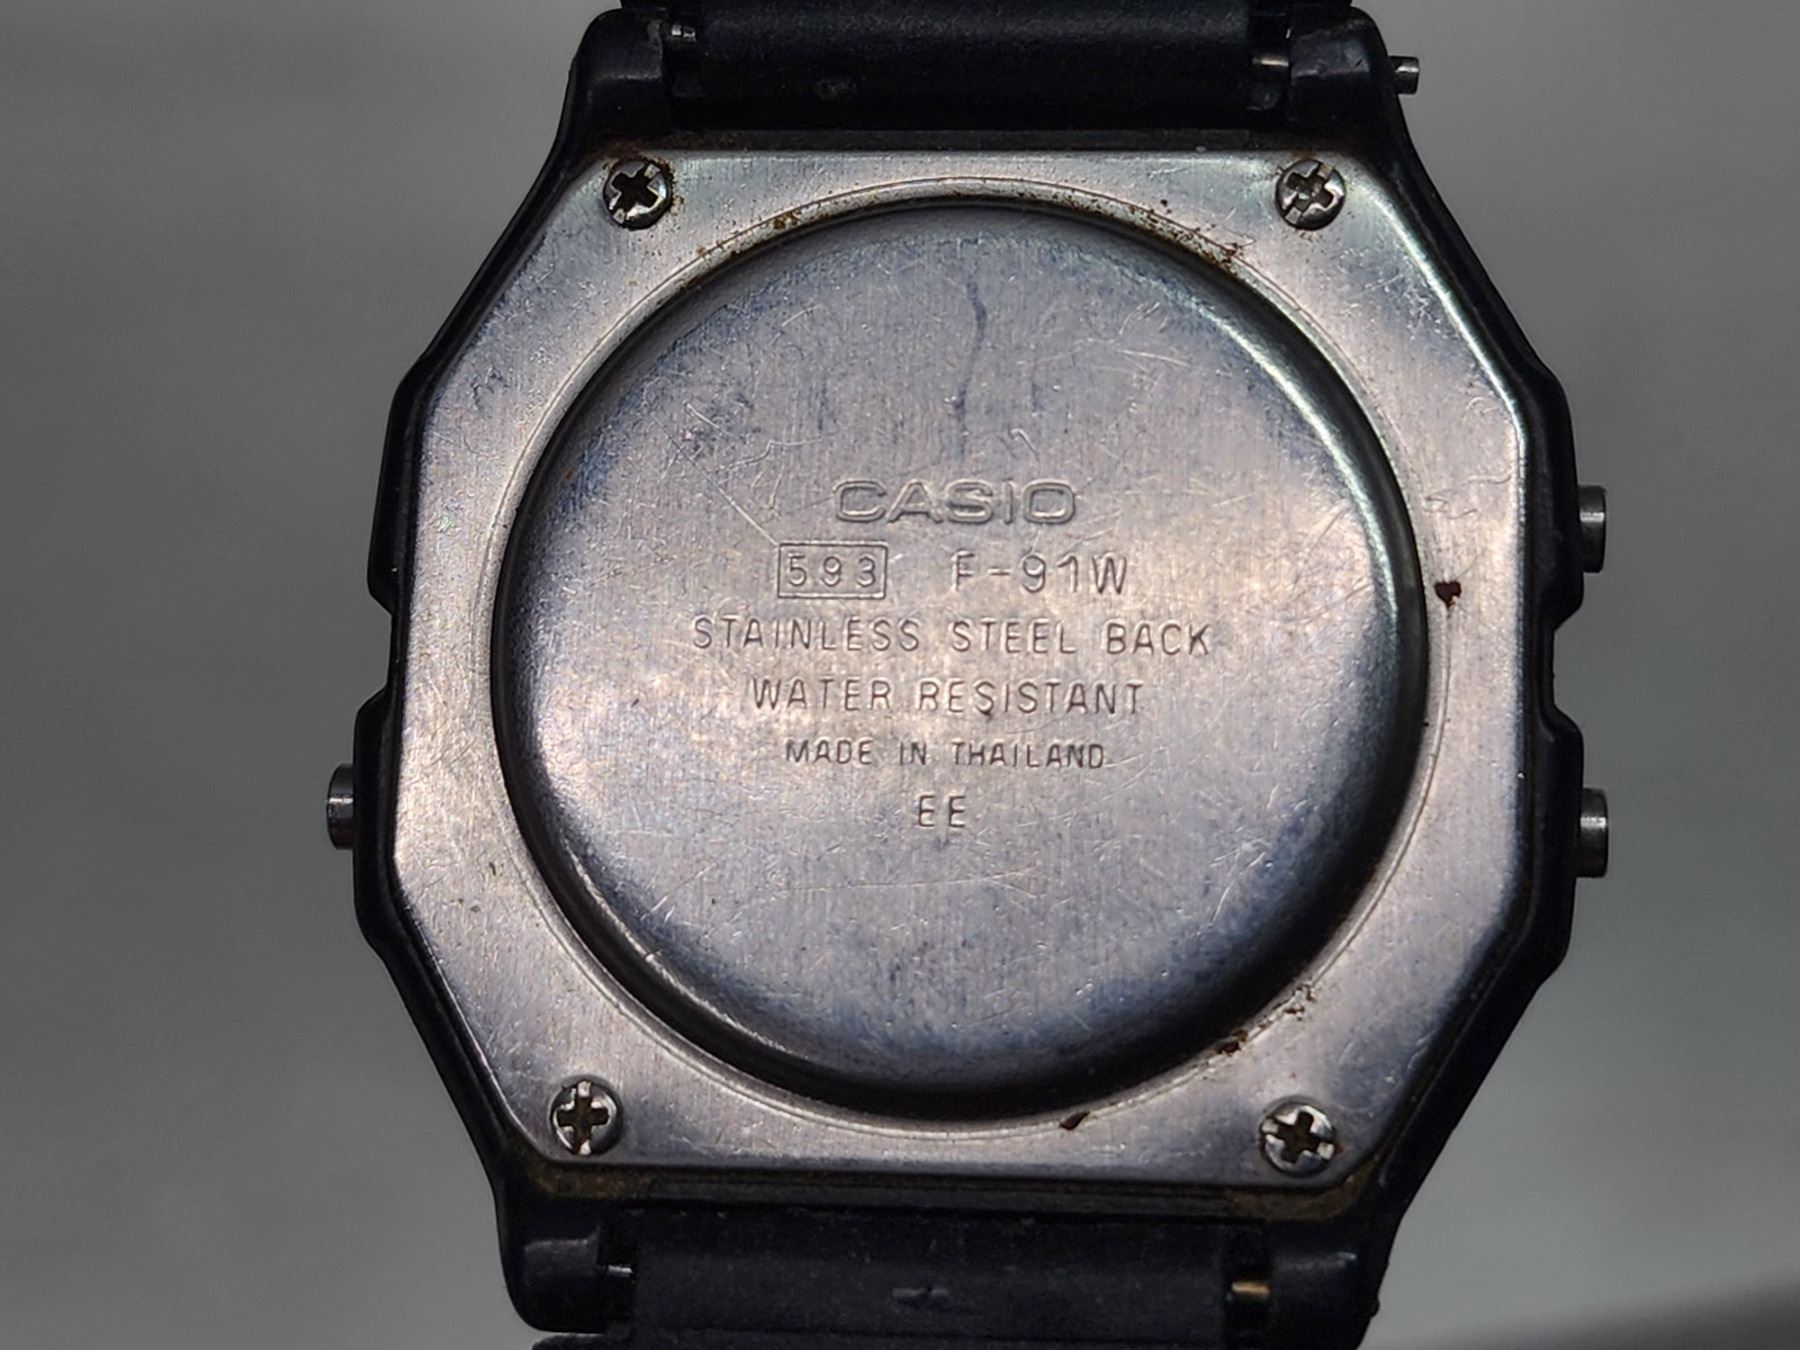 CASIO
593 F-91W
STAINLESS STEEL BACK
WATER RESISTANT
MADE IN THAILAND
EE